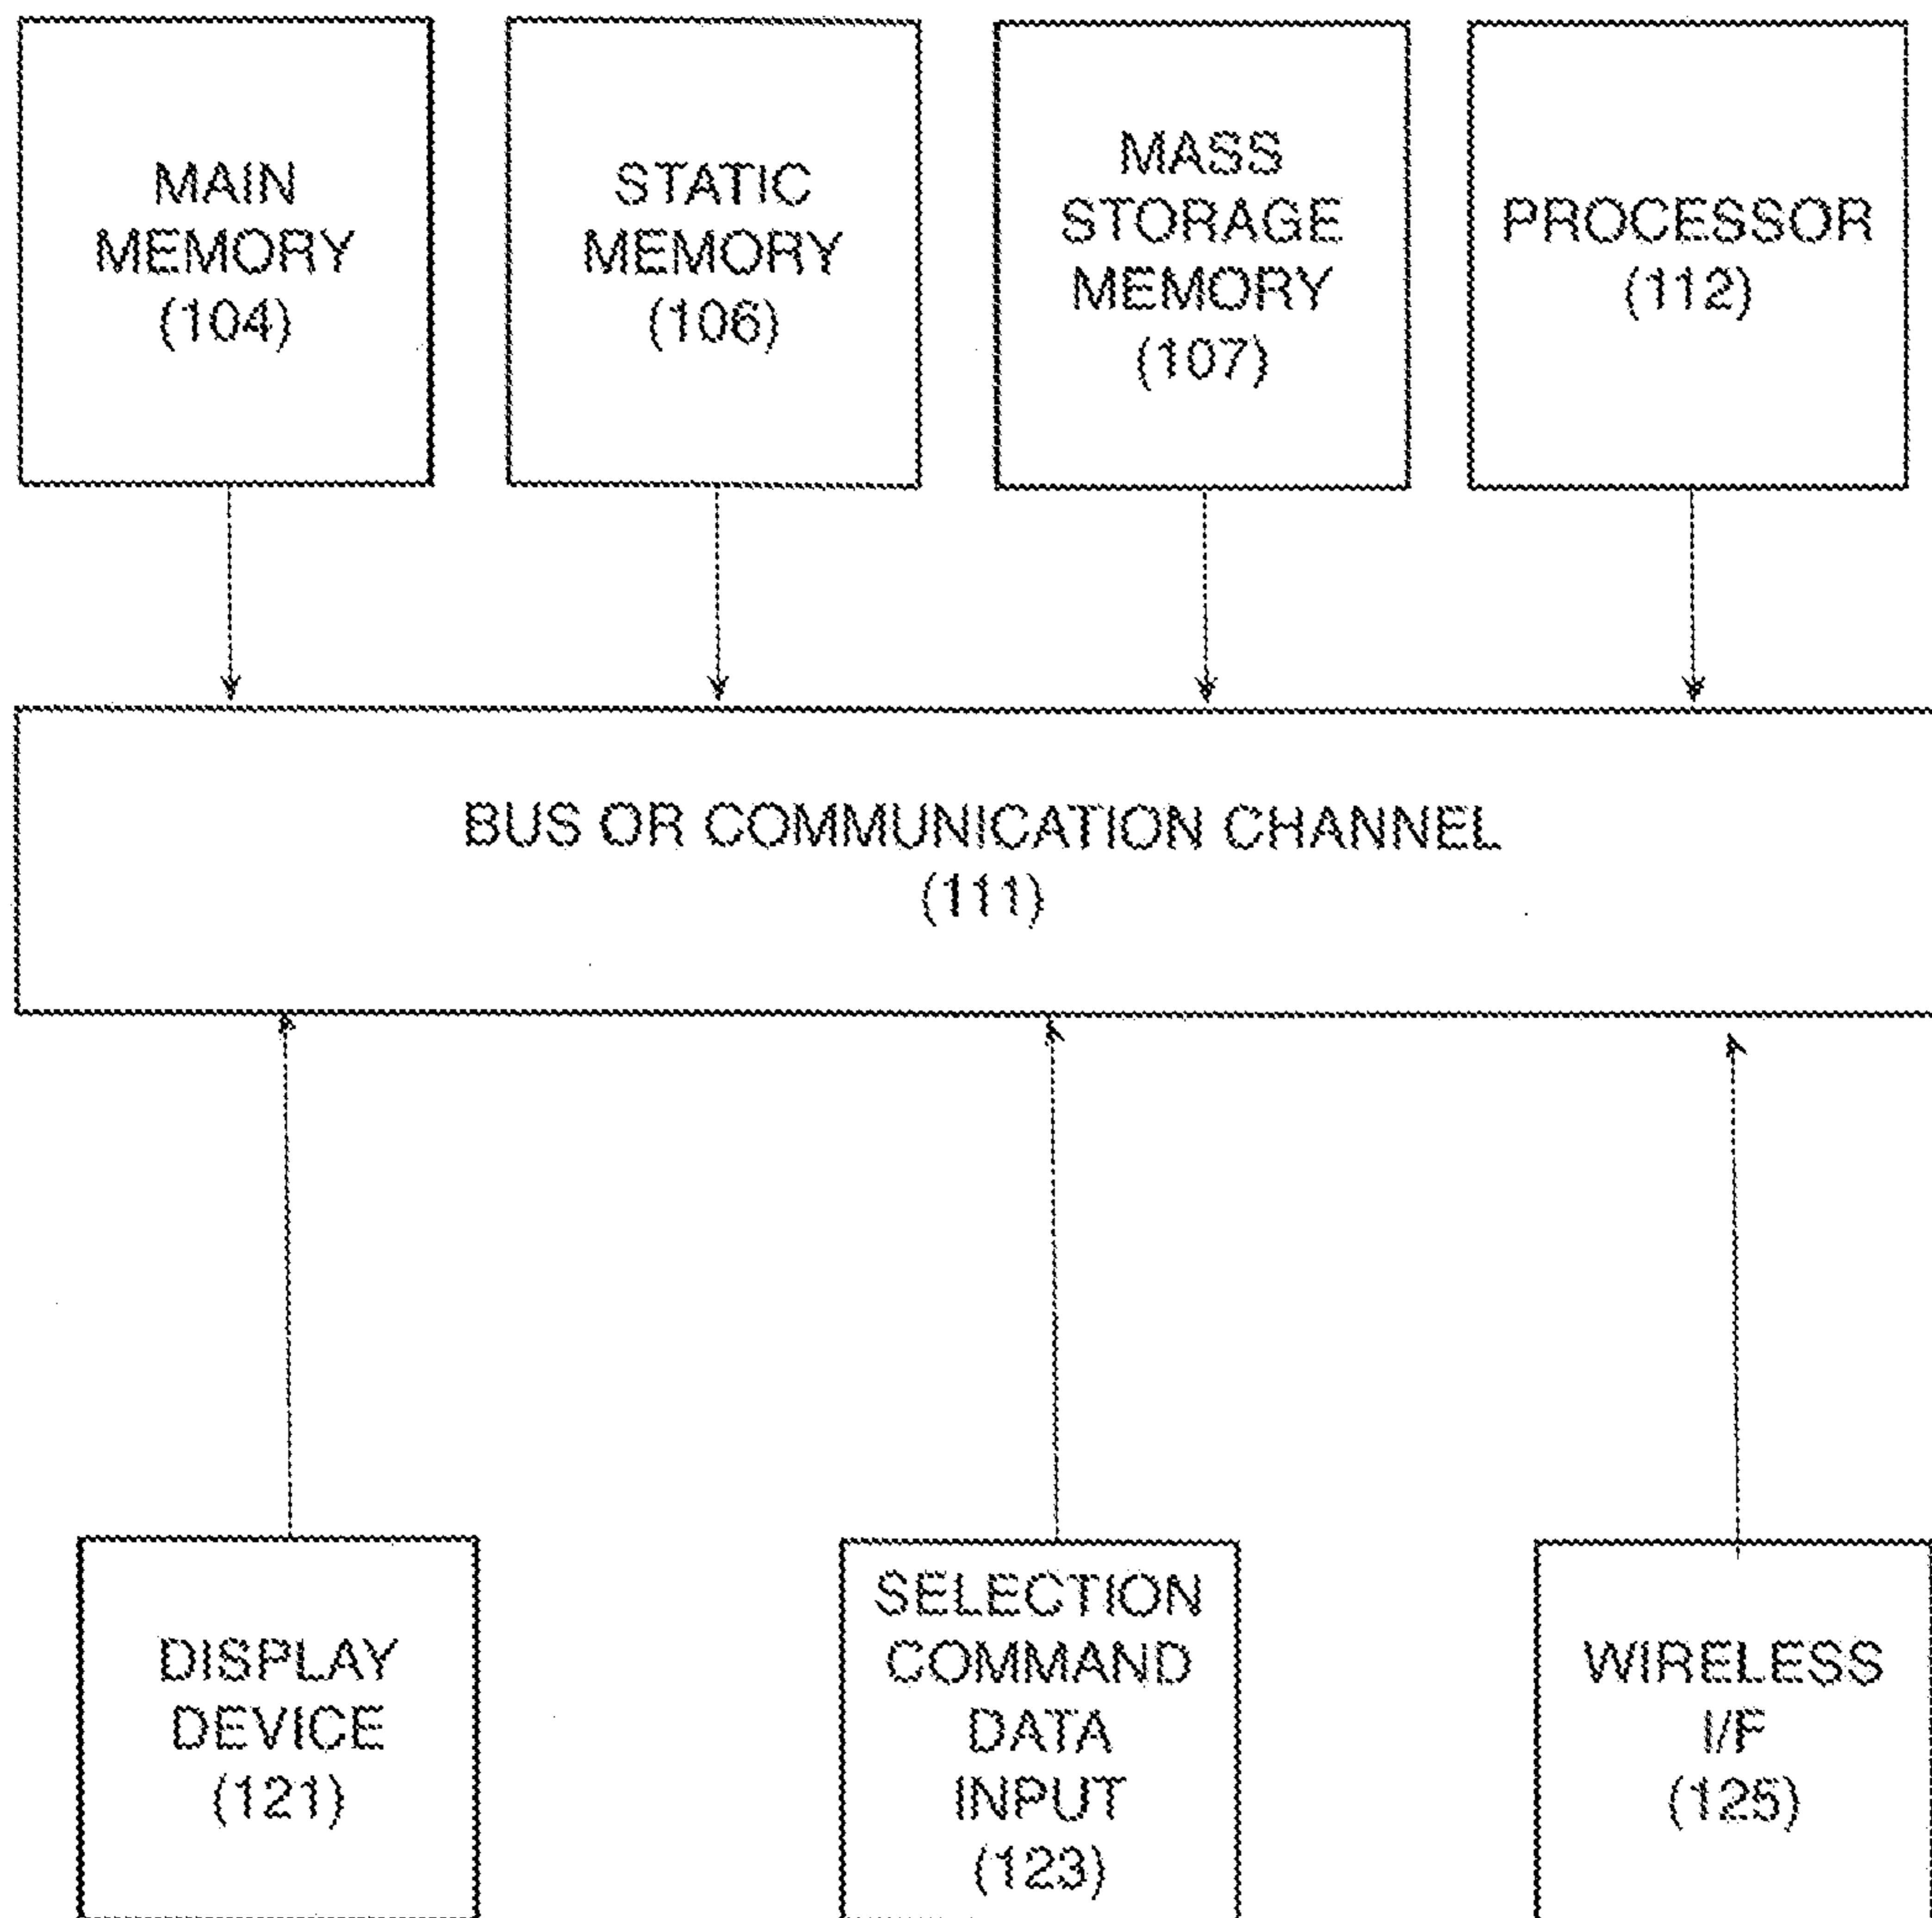 MAIN
MEMORY
(104)
STATIC
MEMORY
(106)
MASS
STORAGE
MEMORY
(107)
PROCESSOR
(112)
BUS OR COMMUNICATION CHANNEL
(111)
DISPLAY
DEVICE
(121)
SELECTION
COMMAND
DATA
INPUT
(123)
WIRELESS
I/F
(125)